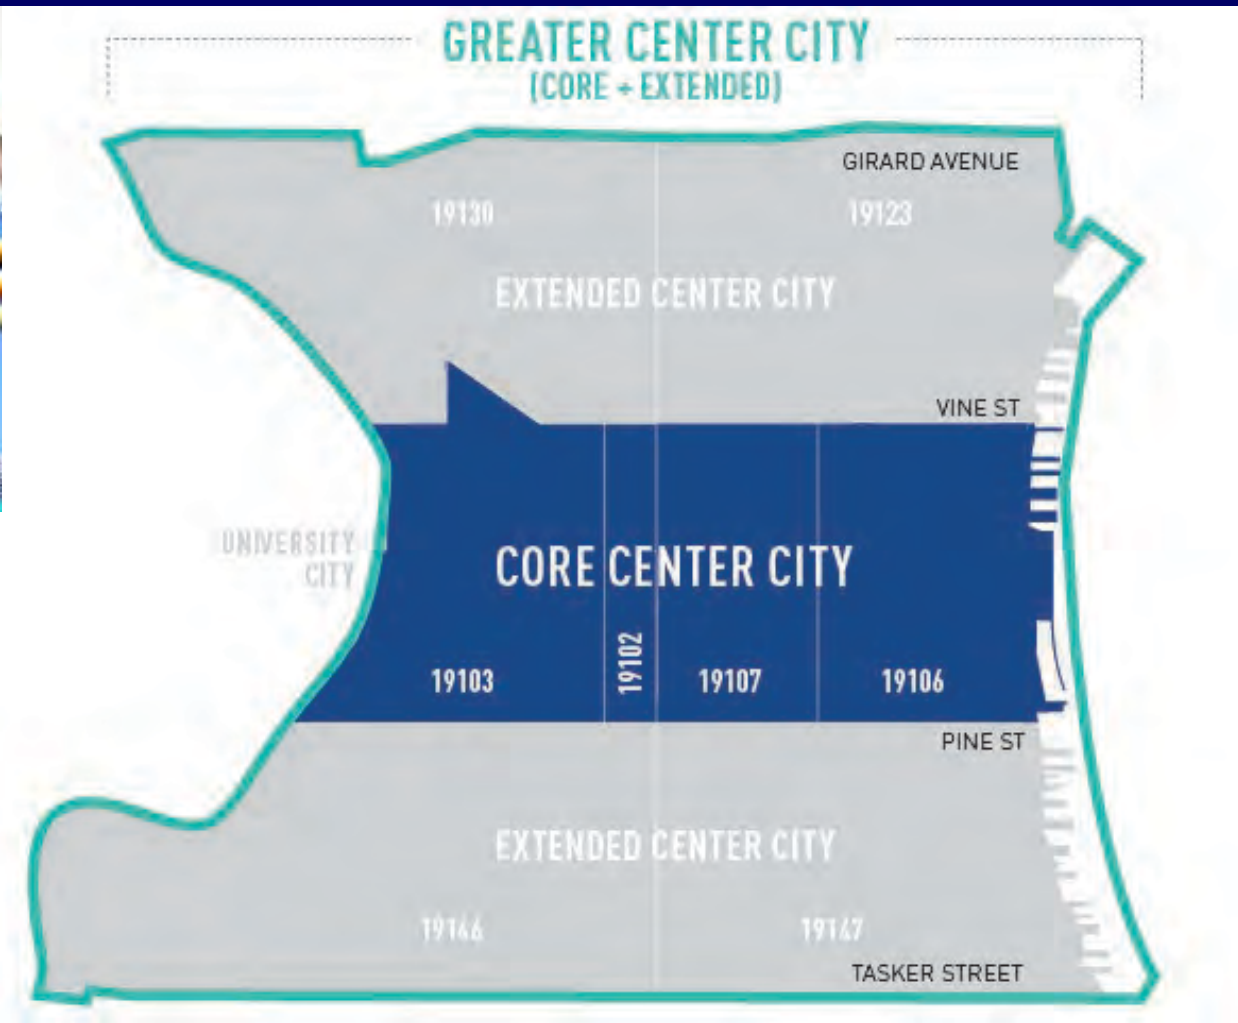 GREATER CENTER CITY
(CORE + EXTENDED)
GIRARD AVENUE
19130
19123
EXTENDED CENTER CITY
VINE ST
UNIVERSITY
CITY
CORE CENTER CITY
19103
19102
19107
19106
PINE ST
EXTENDED CENTER CITY
19146
19147
TASKER STREET